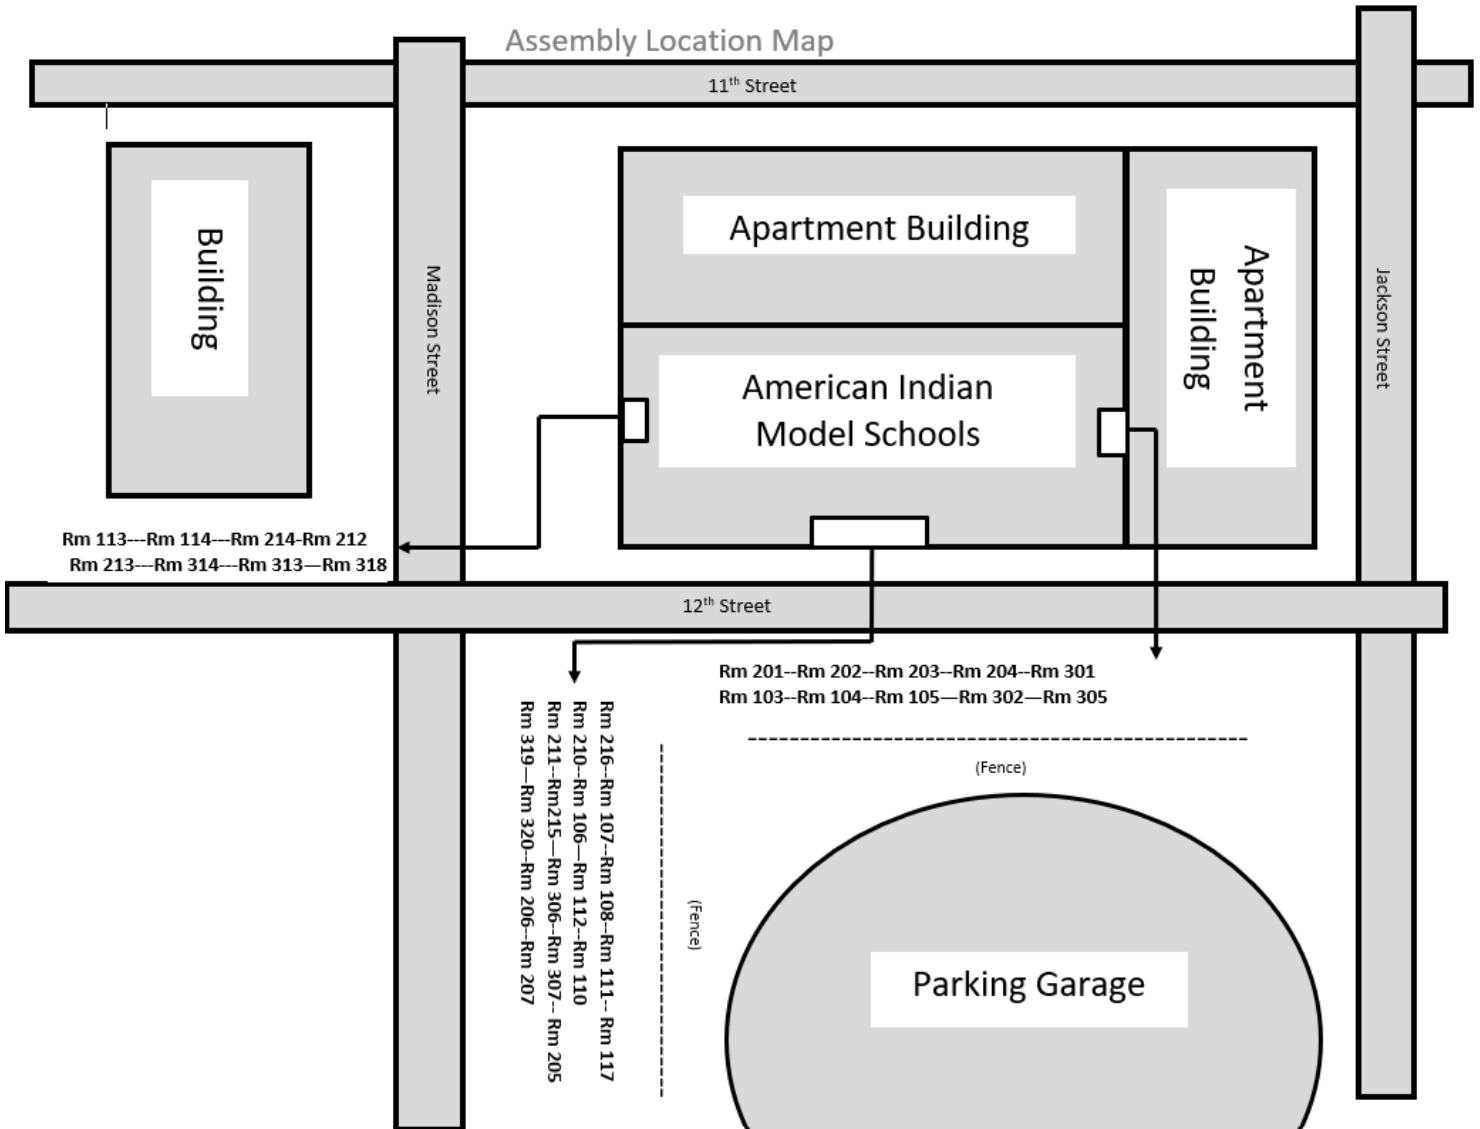 Assembly Location Map
11th Street
Building
Madison Street
Apartment Building
Apartment
Building
Jackson Street
American Indian
Model Schools
Rm 113---Rm 114---Rm 214-Rm 212
Rm 213---Rm 314---Rm 313—Rm 318
12th Street
Rm 201--Rm 202--Rm 203--Rm 204--Rm 301
Rm 103--Rm 104--Rm 105—Rm 302—Rm 305
(Fence)
Rm 216--Rm 107--Rm 108--Rm 111-- Rm 117
Rm 210--Rm 106—Rm 112--Rm 110
Rm 211--Rm215—Rm 306--Rm 307-- Rm 205
Rm 319—Rm 320--Rm 206--Rm 207
(Fence)
Parking Garage